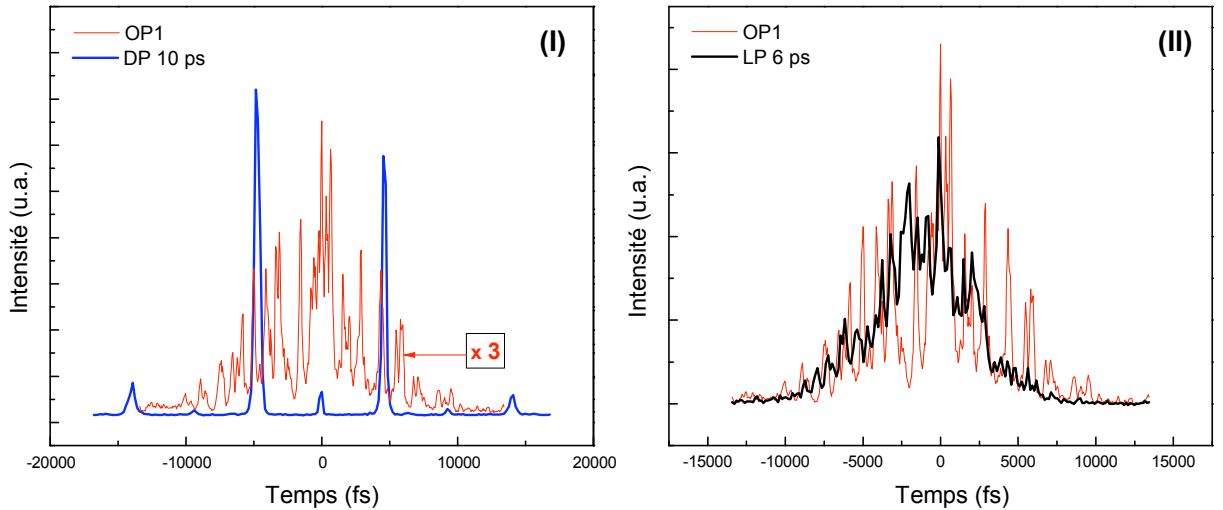 OP1
DP 10 ps
(I)
x 3
Intensité (u.a.)
-20000 -10000 0 10000 20000
Temps (fs)
OP1
LP 6 ps
(II)
Intensité (u.a.)
-15000 -10000 -5000 0 5000 10000 15000
Temps (fs)